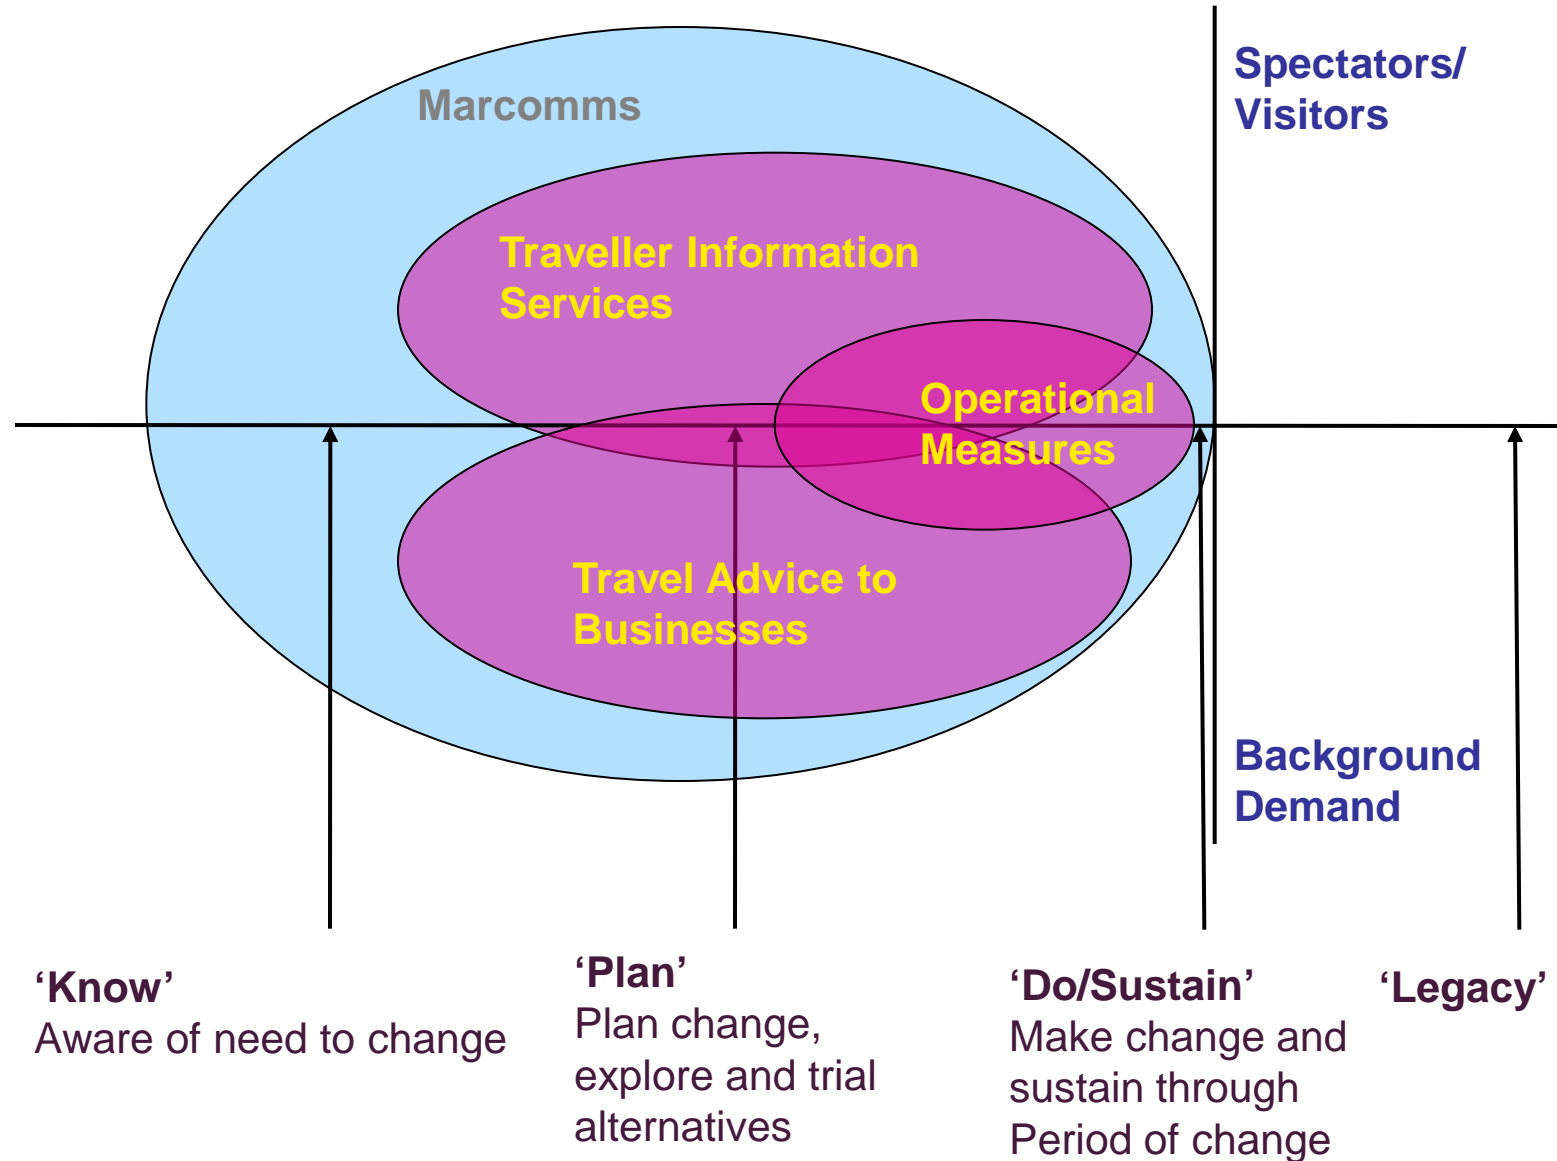 Marcomms
Spectators/
Visitors
Traveller Information
Services
Operational
Measures
Travel Advice to
Businesses
Background
Demand
‘Know’
Aware of need to change
‘Plan’
Plan change,
explore and trial
alternatives
‘Do/Sustain’
Make change and
sustain through
Period of change
‘Legacy’